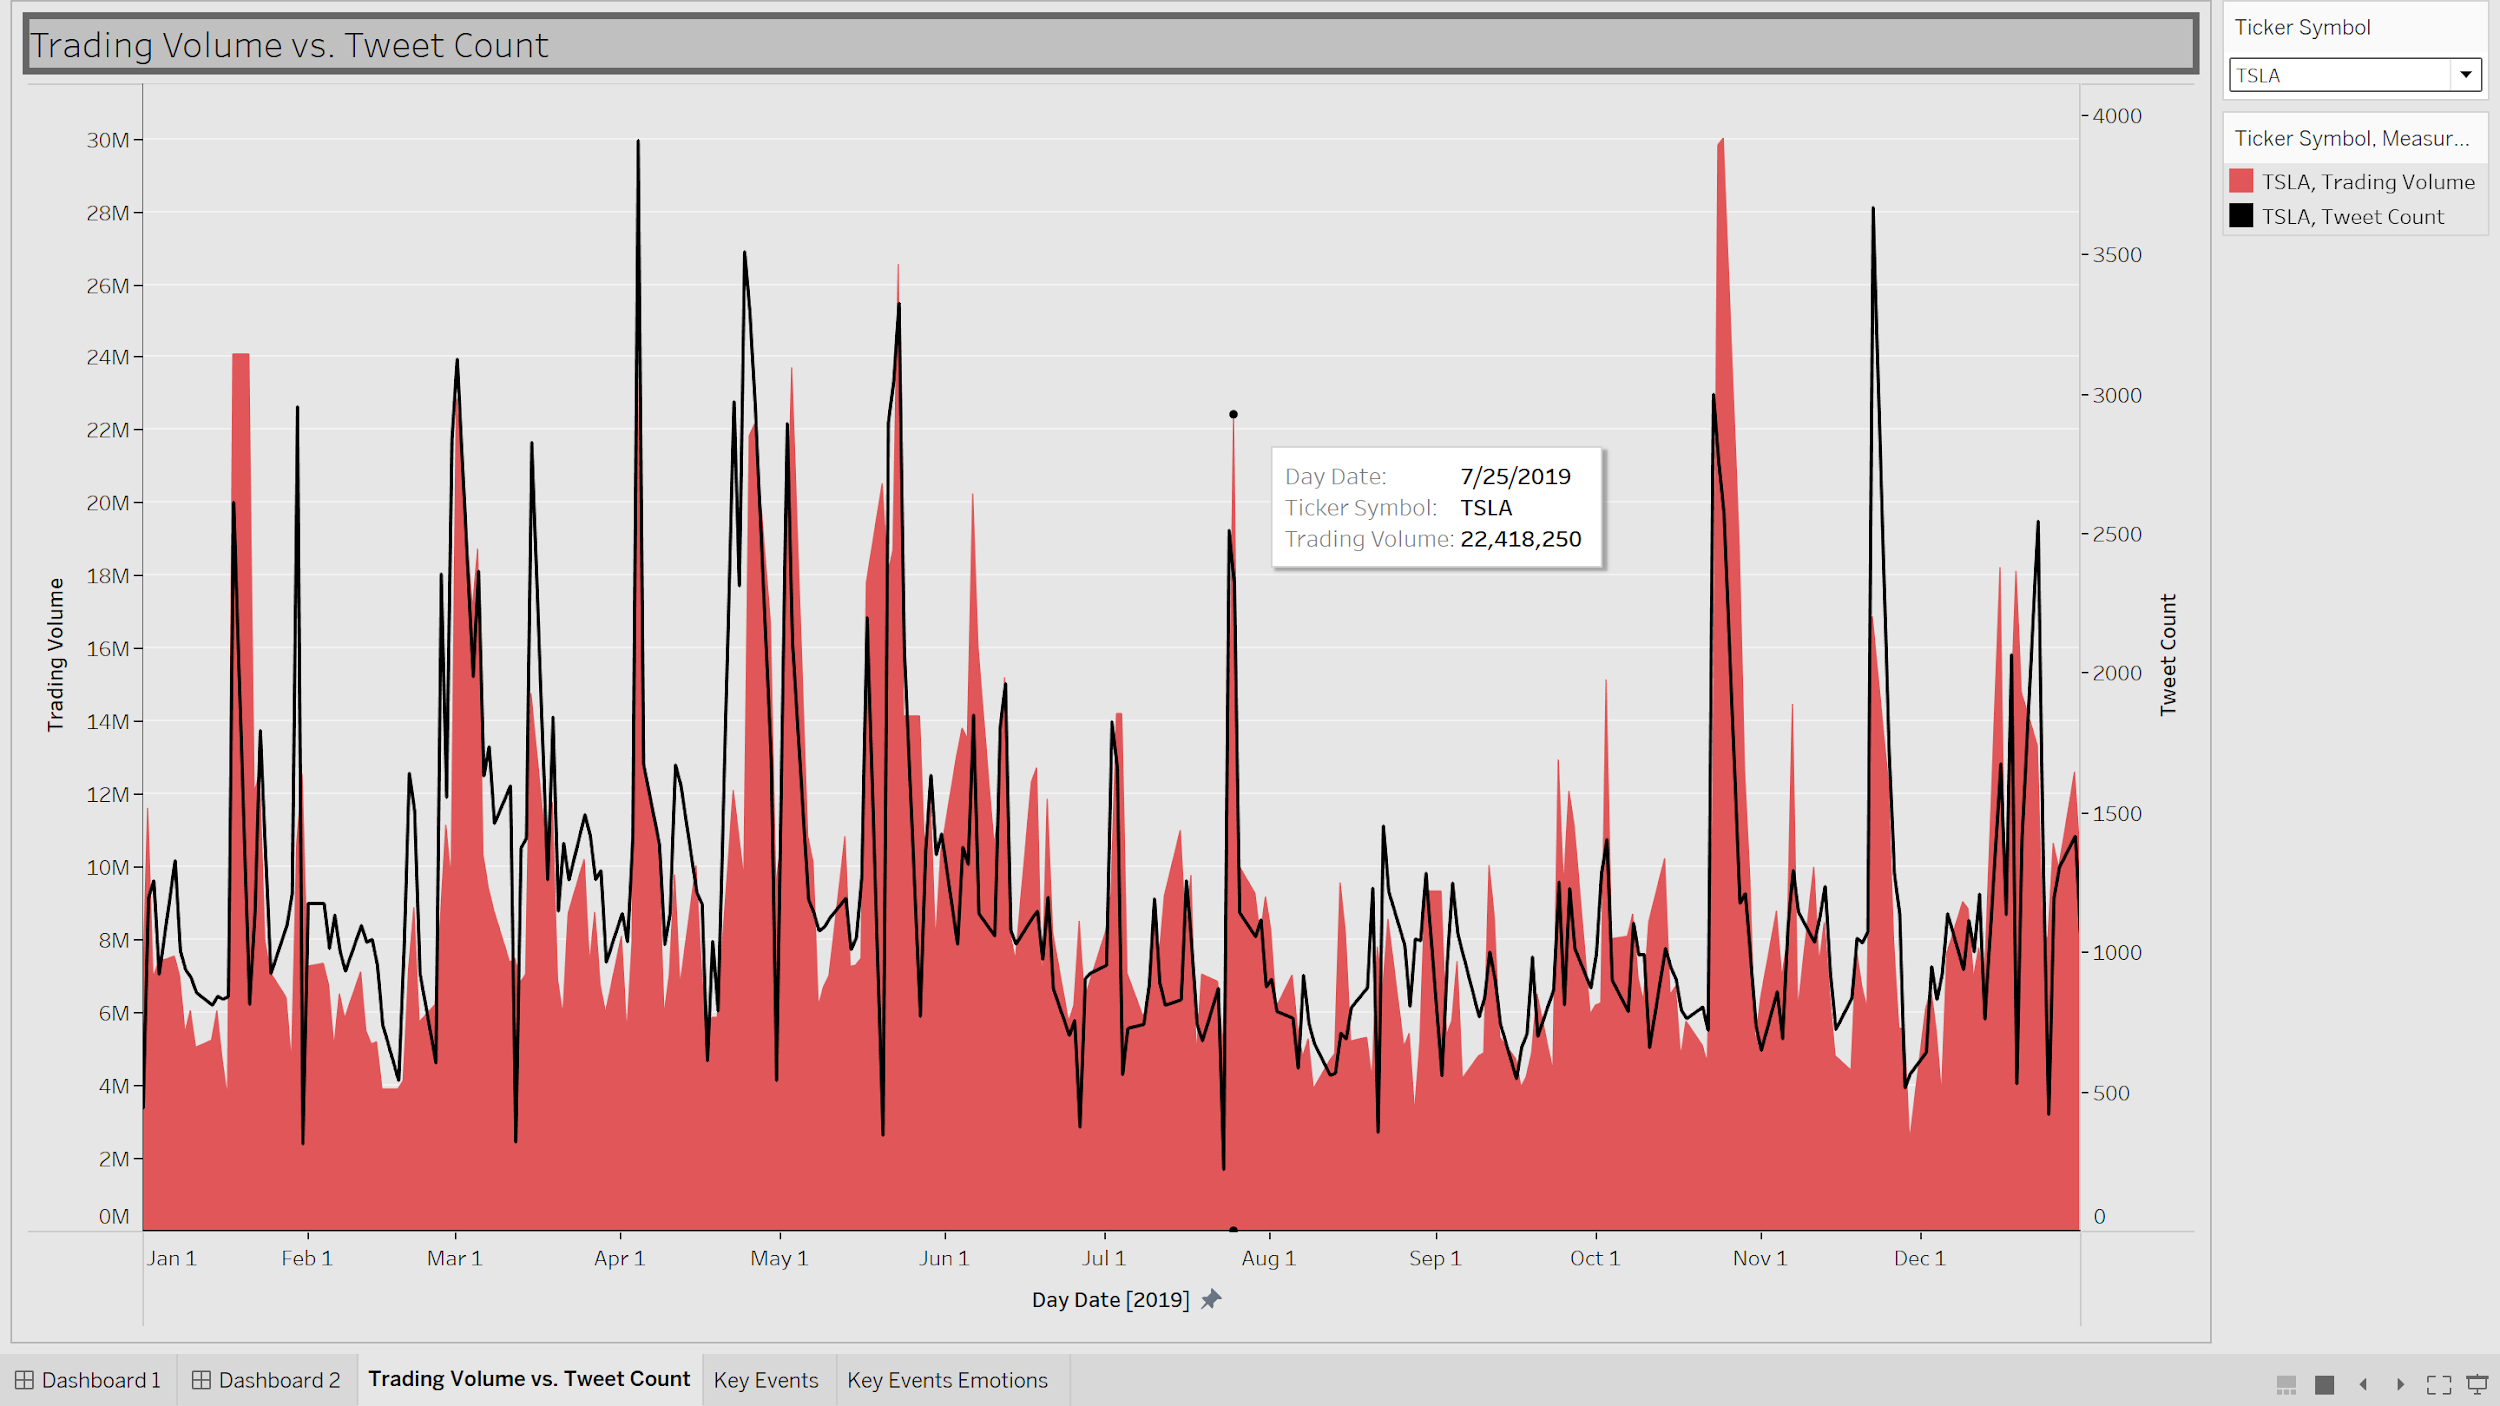 Trading Volume vs. Tweet Count
Ticker Symbol
TSLA
Ticker Symbol, Measur...
TSLA, Trading Volume
TSLA, Tweet Count
30M
28M
26M
24M
22M
20M
18M
16M
14M
12M
10M
8M
6M
4M
2M
0M
Trading Volume
4000
3500
3000
2500
2000
1500
1000
500
0
Tweet Count
Day Date: 7/25/2019
Ticker Symbol: TSLA
Trading Volume: 22,418,250
Jan 1 Feb 1 Mar 1 Apr 1 May 1 Jun 1 Jul 1 Aug 1 Sep 1 Oct 1 Nov 1 Dec 1
Day Date [2019]
Dashboard 1 Dashboard 2 Trading Volume vs. Tweet Count Key Events Key Events Emotions